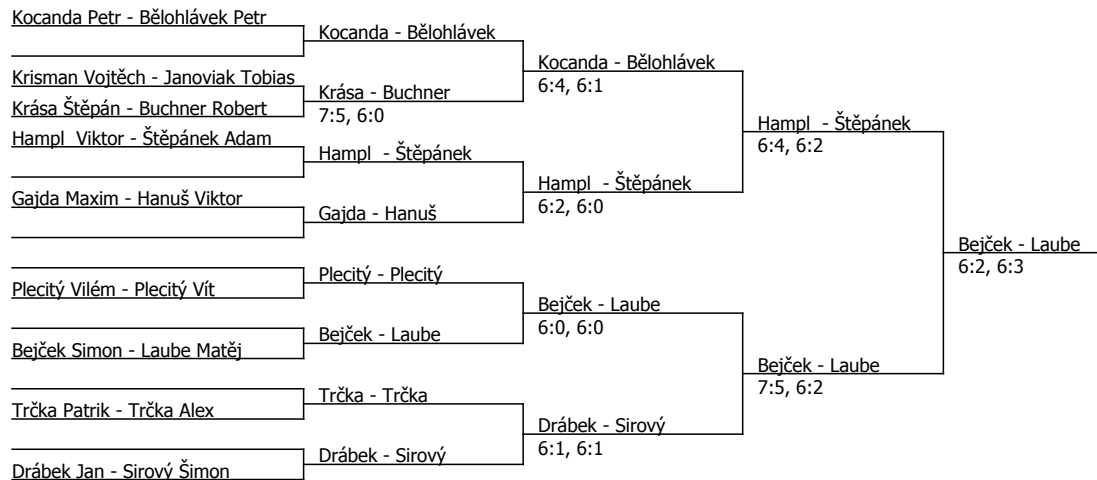 Kocanda Petr - Bělohlávek Petr
Krisman Vojtěch - Janoviak Tobias
Krása Štěpán - Buchner Robert
Hampl  Viktor - Štěpánek Adam
Gajda Maxim - Hanuš Viktor
Plecitý Vilém - Plecitý Vít
Bejček Simon - Laube Matěj
Trčka Patrik - Trčka Alex
Drábek Jan - Sirový Šimon
Kocanda - Bělohlávek
Krása - Buchner
7:5, 6:0
Hampl  - Štěpánek
Gajda - Hanuš
Plecitý - Plecitý
Bejček - Laube
Trčka - Trčka
Drábek - Sirový
Kocanda - Bělohlávek
6:4, 6:1
Hampl  - Štěpánek
6:2, 6:0
Bejček - Laube
6:0, 6:0
Drábek - Sirový
6:1, 6:1
Hampl  - Štěpánek
6:4, 6:2
Bejček - Laube
7:5, 6:2
Bejček - Laube
6:2, 6:3